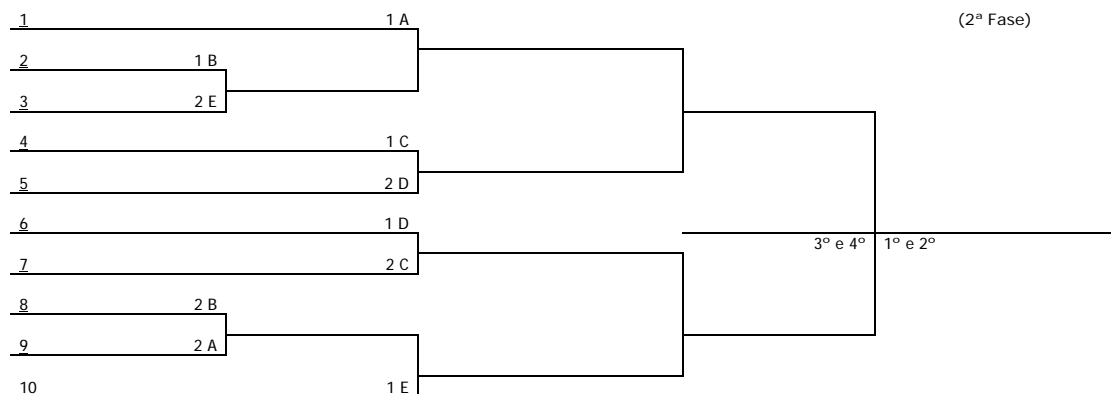 1 1 A (2ª Fase)
2 1 B
3 2 E
4 1 C
5 2 D
6 1 D
3º e 4º 1º e 2º
7 2 C
8 2 B
9 2 A
10 1 E